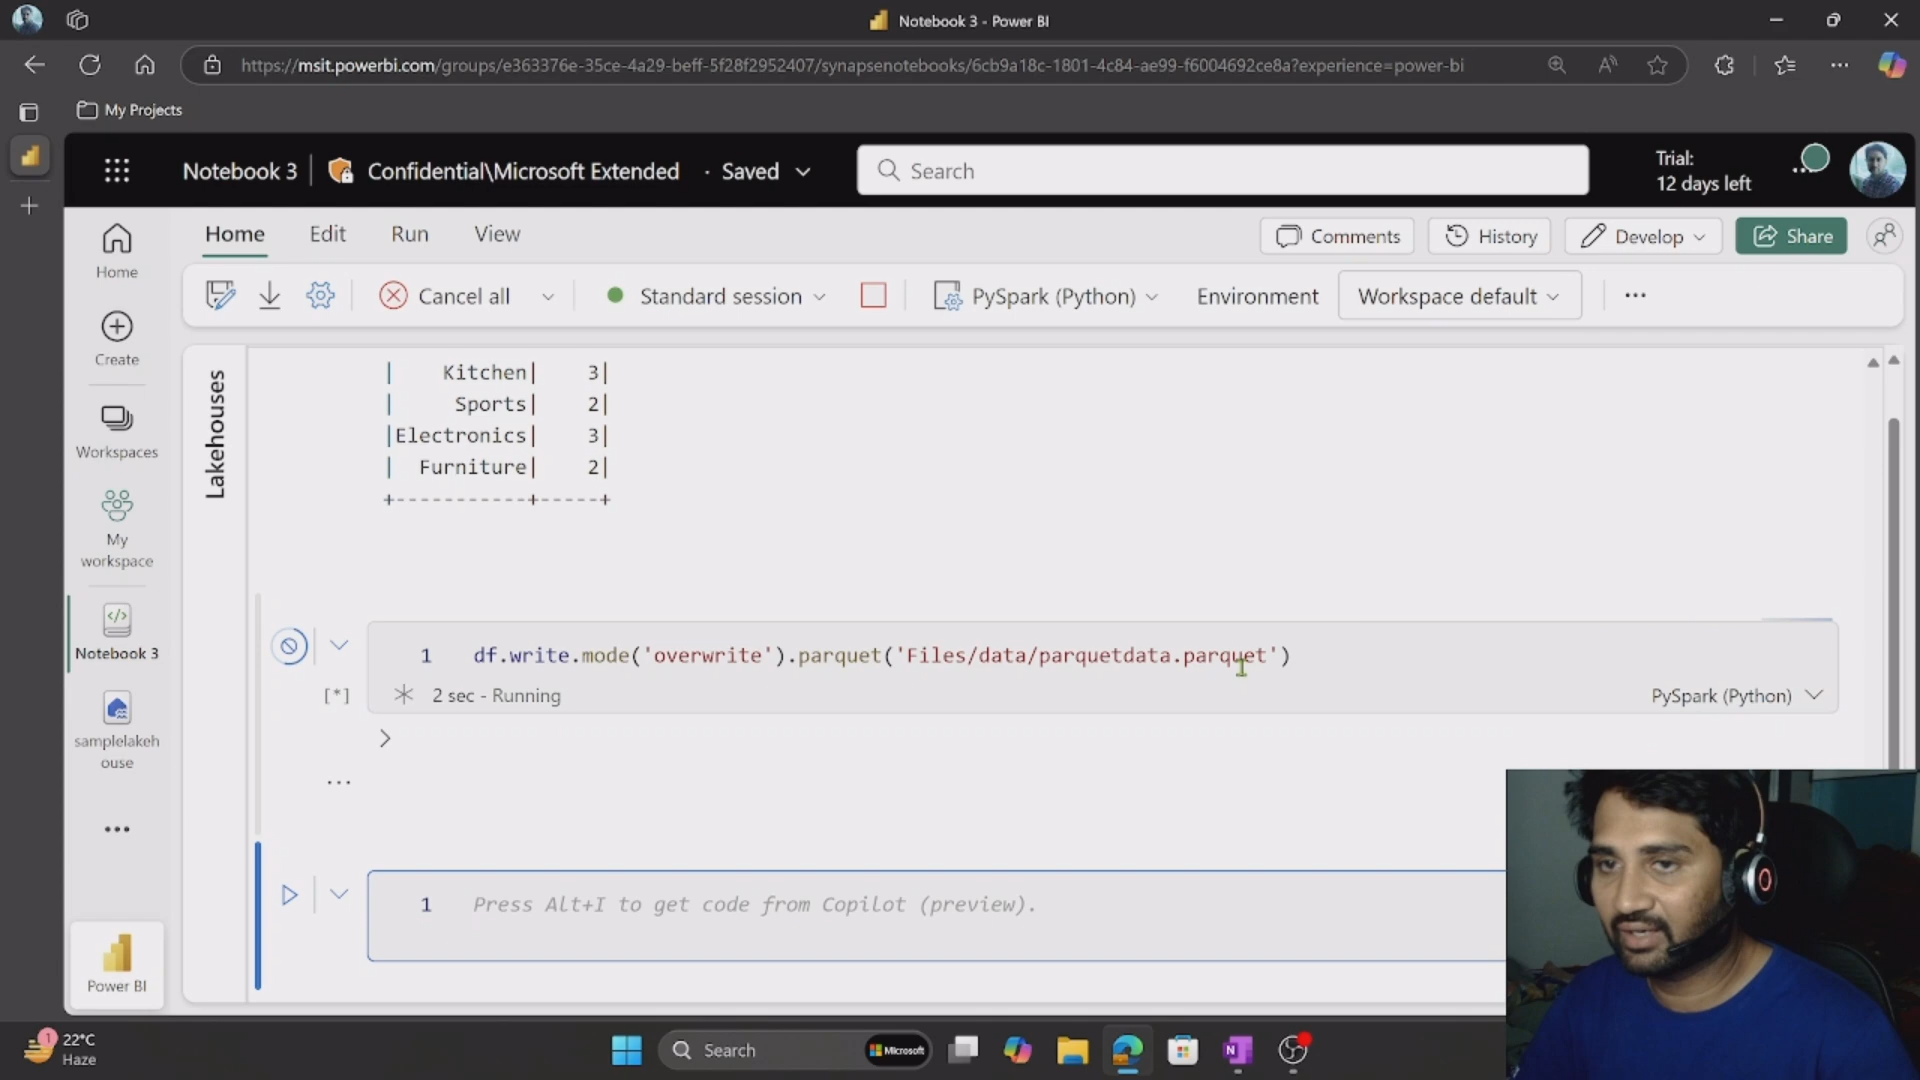 Notebook 3 - Power BI
https://msit.powerbi.com/groups/e363376e-35ce-4a29-beff-5f28f2952407/synapsenotebooks/6cb9a18c-1801-4c84-ae99-f6004692ce8a?experience=power-bi
My Projects
Notebook 3 Confidential\Microsoft Extended · Saved
Search
Trial:
12 days left
Home Edit Run View
Comments History Develop Share
Cancel all Standard session PySpark (Python) Environment Workspace default ...
Home
Create
Workspaces
My
workspace
Notebook 3
samplelakeh
ouse
...
Power BI
Lakehouses
| Kitchen| 3|
| Sports| 2|
|Electronics| 3|
| Furniture| 2|
+-----------+-----+
1 df.write.mode('overwrite').parquet('Files/data/parquetdata.parquet')
[*] 2 sec - Running PySpark (Python)
...
1 Press Alt+I to get code from Copilot (preview).
1
22°C
Haze
Search
Microsoft